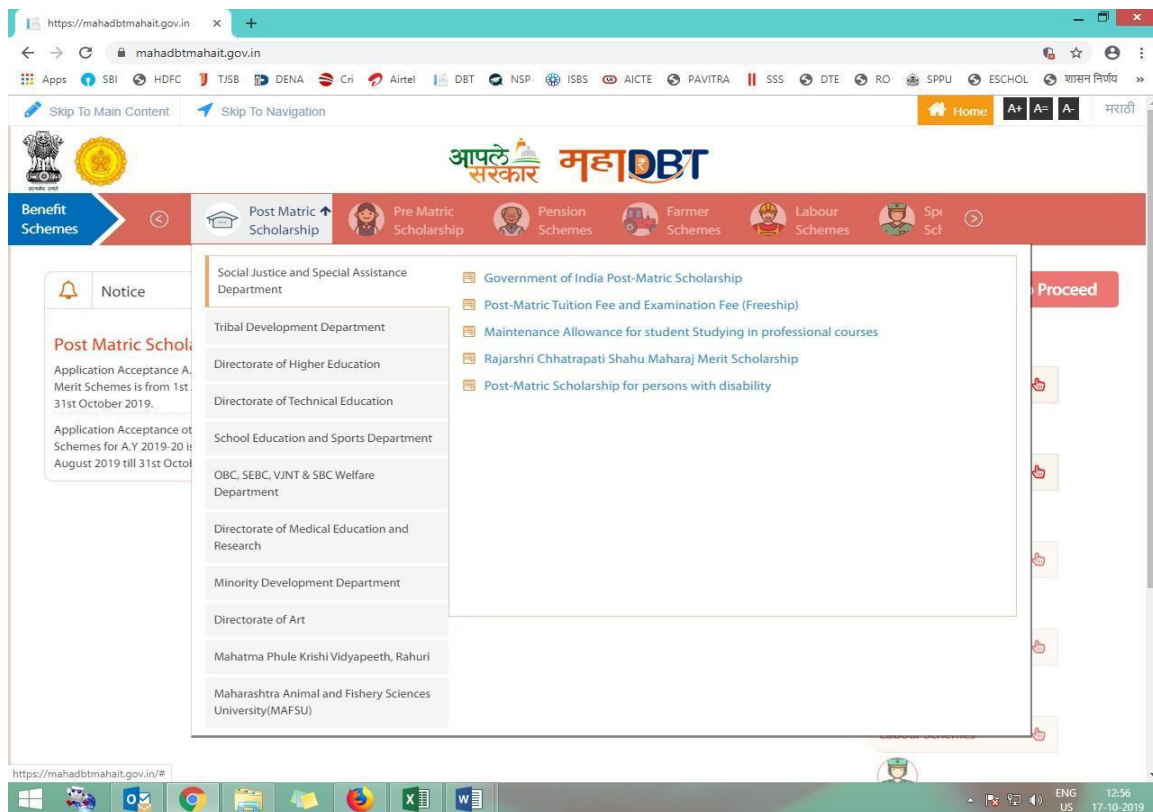 https://mahadbtmahait.gov.in
mahadbtmahait.gov.in
Apps SBI HDFC TJSB DENA Cri Airtel DBT NSP ISBS AICTE PAVITRA SSS DTE RO SPPU ESCHOL शासन निर्णय »
Skip To Main Content Skip To Navigation Home A+ A= A- मराठी
आपले सरकार महाDBT
Benefit Schemes
Post Matric Scholarship
Pre Matric Scholarship
Pension Schemes
Farmer Schemes
Labour Schemes
Notice
Proceed
Post Matric Schola
Application Acceptance A.
Merit Schemes is from 1st
31st October 2019.
Application Acceptance ot
Schemes for A.Y 2019-20 is
August 2019 till 31st Octob
Social Justice and Special Assistance
Department
Tribal Development Department
Directorate of Higher Education
Directorate of Technical Education
School Education and Sports Department
OBC, SEBC, VJNT & SBC Welfare
Department
Directorate of Medical Education and
Research
Minority Development Department
Directorate of Art
Mahatma Phule Krishi Vidyapeeth, Rahuri
Maharashtra Animal and Fishery Sciences
University(MAFSU)
Government of India Post-Matric Scholarship
Post-Matric Tuition Fee and Examination Fee (Freeship)
Maintenance Allowance for student Studying in professional courses
Rajarshri Chhatrapati Shahu Maharaj Merit Scholarship
Post-Matric Scholarship for persons with disability
Labour Schemes
https://mahadbtmahait.gov.in/#
ENG 12:56
US 17-10-2019